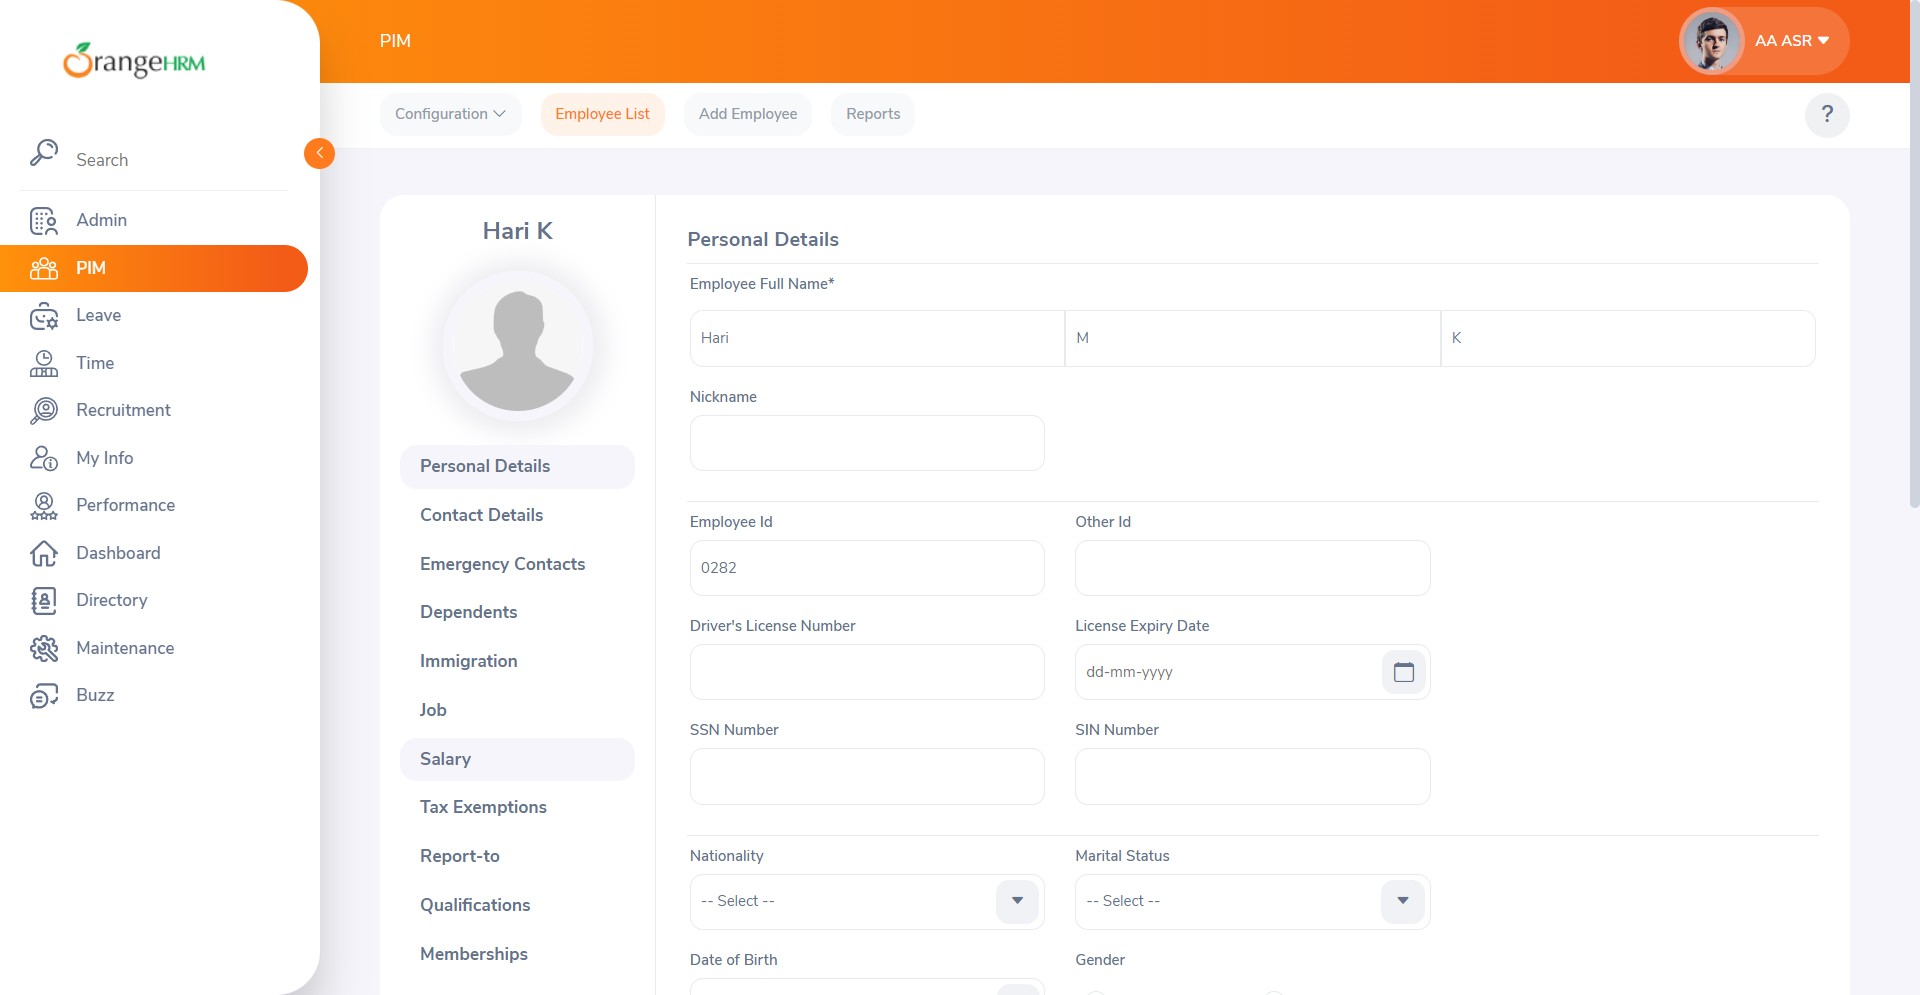 OrangeHRM
Search
Admin
PIM
Leave
Time
Recruitment
My Info
Performance
Dashboard
Directory
Maintenance
Buzz
PIM
AA ASR
Configuration
Employee List
Add Employee
Reports
?
Hari K
Personal Details
Contact Details
Emergency Contacts
Dependents
Immigration
Job
Salary
Tax Exemptions
Report-to
Qualifications
Memberships
Personal Details
Employee Full Name*
Hari M K
Nickname
Employee Id Other Id
0282
Driver's License Number License Expiry Date
dd-mm-yyyy
SSN Number SIN Number
Nationality Marital Status
-- Select -- -- Select --
Date of Birth Gender